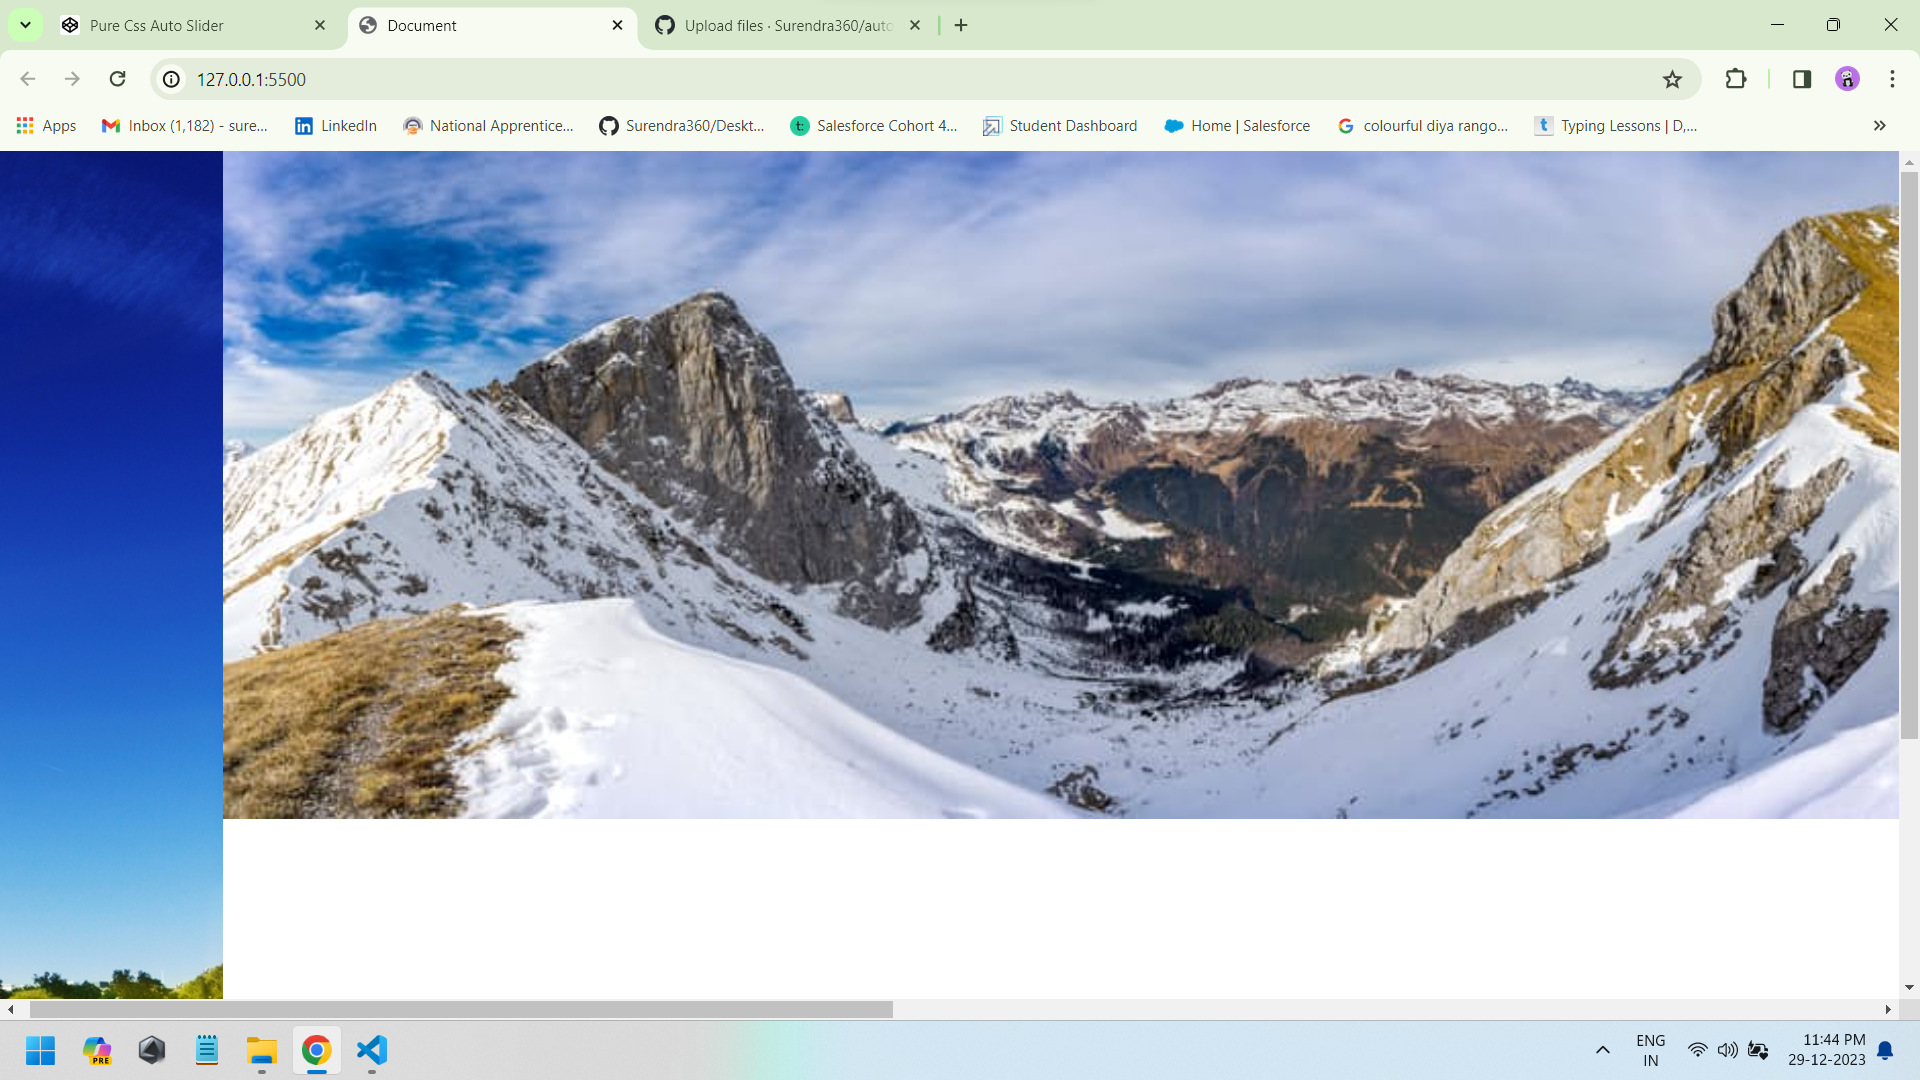 Pure Css Auto Slider
Document
Upload files · Surendra360/auto
127.0.0.1:5500
Apps
Inbox (1,182) - sure...
LinkedIn
National Apprentice...
Surendra360/Deskt...
Salesforce Cohort 4...
Student Dashboard
Home | Salesforce
colourful diya rango...
Typing Lessons | D,...
PRE
ENG
IN
11:44 PM
29-12-2023